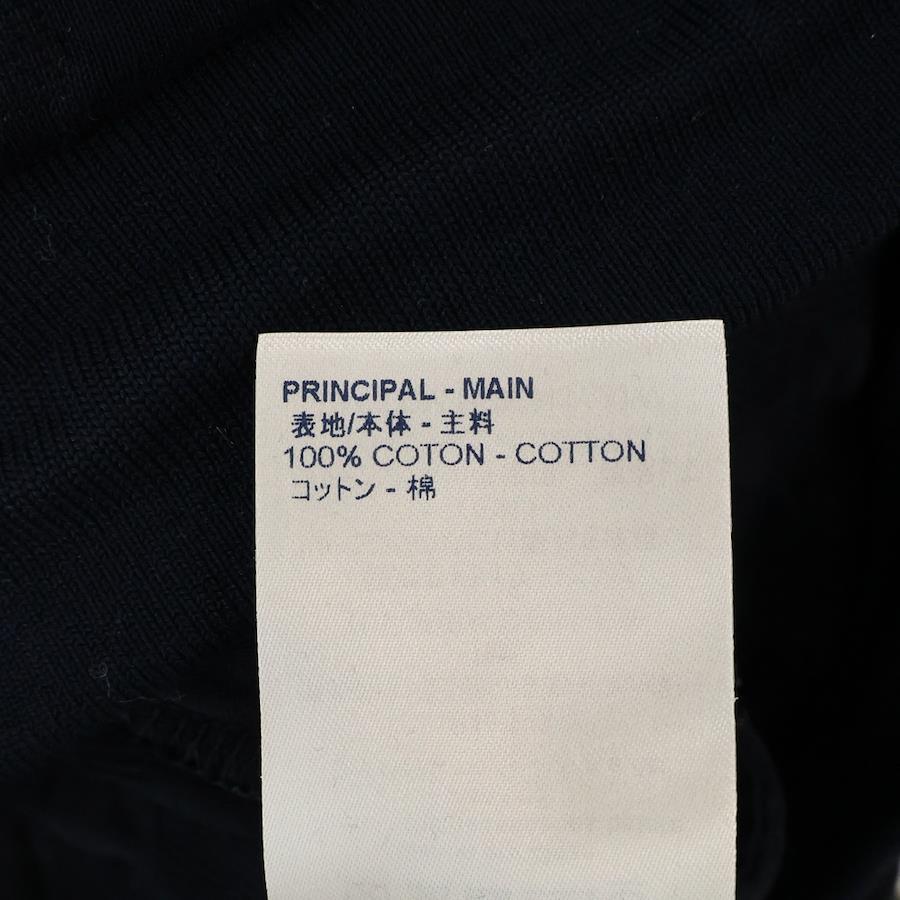 PRINCIPAL - MAIN
表地/本体 - 主料
100% COTON - COTTON
コットン - 棉